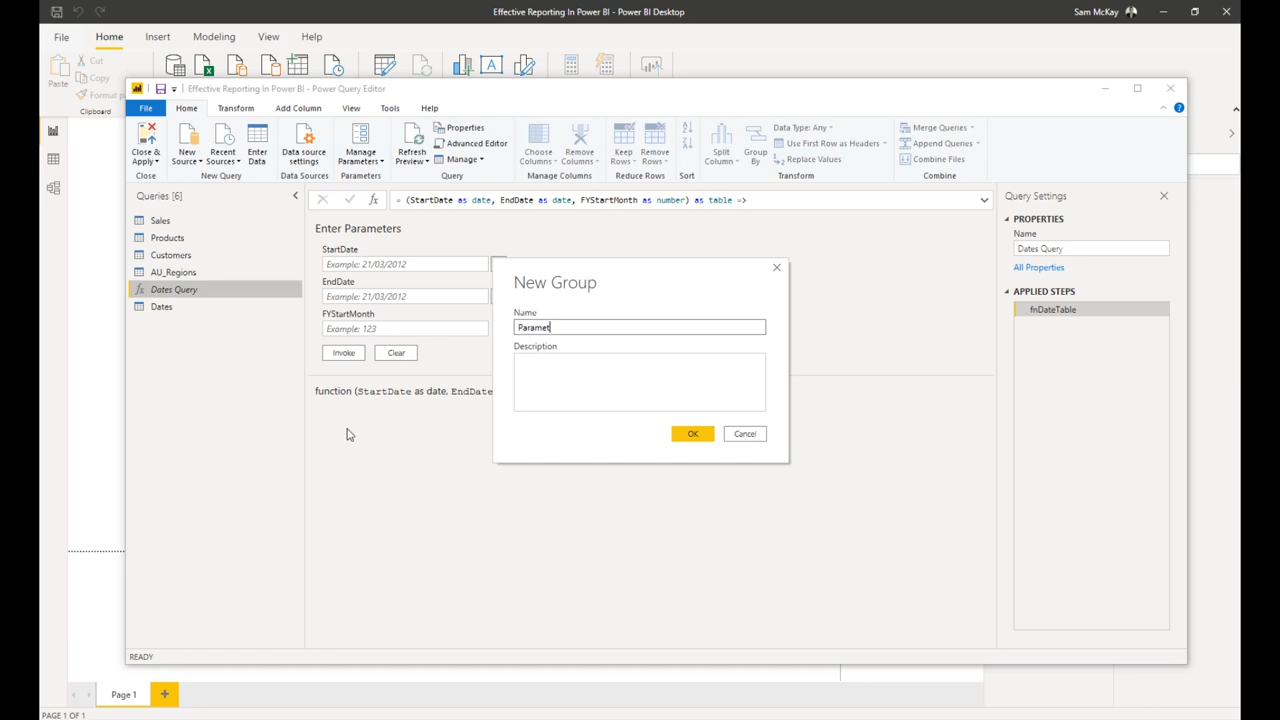 Effective Reporting In Power BI - Power BI Desktop
Sam McKay
File Home Insert Modeling View Help
Paste
Cut
Copy
Format p
Clipboard
Effective Reporting In Power BI - Power Query Editor
File Home Transform Add Column View Tools Help
Close & Apply
New Source
Recent Sources
Enter Data
Data source settings
Manage Parameters
Refresh Preview
Properties
Advanced Editor
Manage
Choose Columns
Remove Columns
Keep Rows
Remove Rows
Split Column
Group By
Data Type: Any
Use First Row as Headers
Replace Values
Merge Queries
Append Queries
Combine Files
Close New Query Data Sources Parameters Query Manage Columns Reduce Rows Sort Transform Combine
Queries [6]
Sales
Products
Customers
AU_Regions
Dates Query
Dates
= (StartDate as date, EndDate as date, FYStartMonth as number) as table =>
Enter Parameters
StartDate
Example: 21/03/2012
EndDate
Example: 21/03/2012
FYStartMonth
Example: 123
Invoke Clear
function (StartDate as date, EndDate
New Group
Name
Paramet
Description
OK Cancel
Query Settings
PROPERTIES
Name
Dates Query
All Properties
APPLIED STEPS
fnDateTable
READY
Page 1
PAGE 1 OF 1